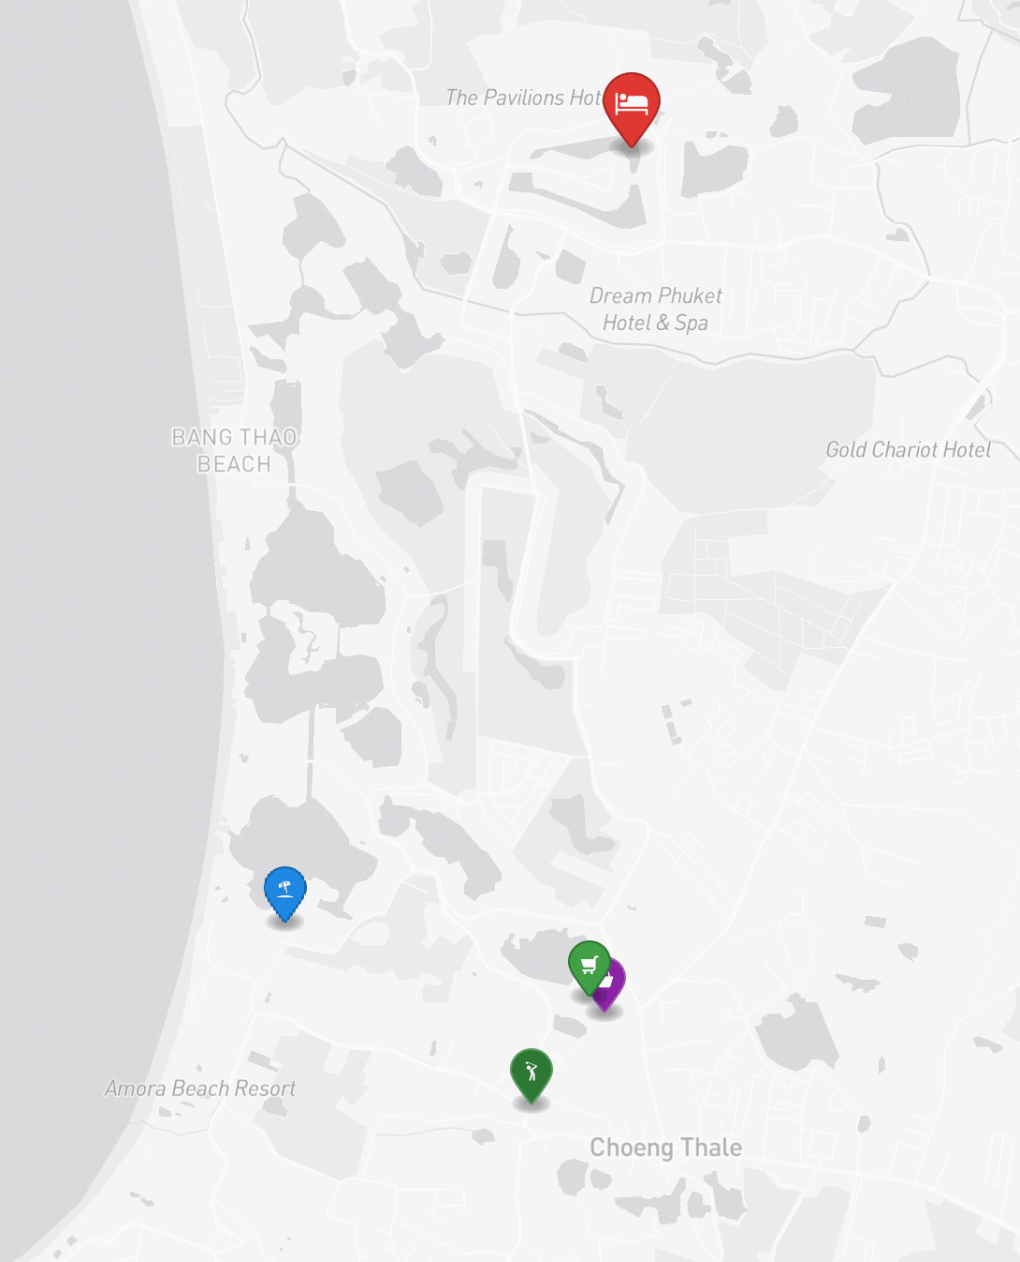 The Pavilions Hot
Dream Phuket
Hotel & Spa
BANG THAO
BEACH
Gold Chariot Hotel
Amora Beach Resort
Choeng Thale